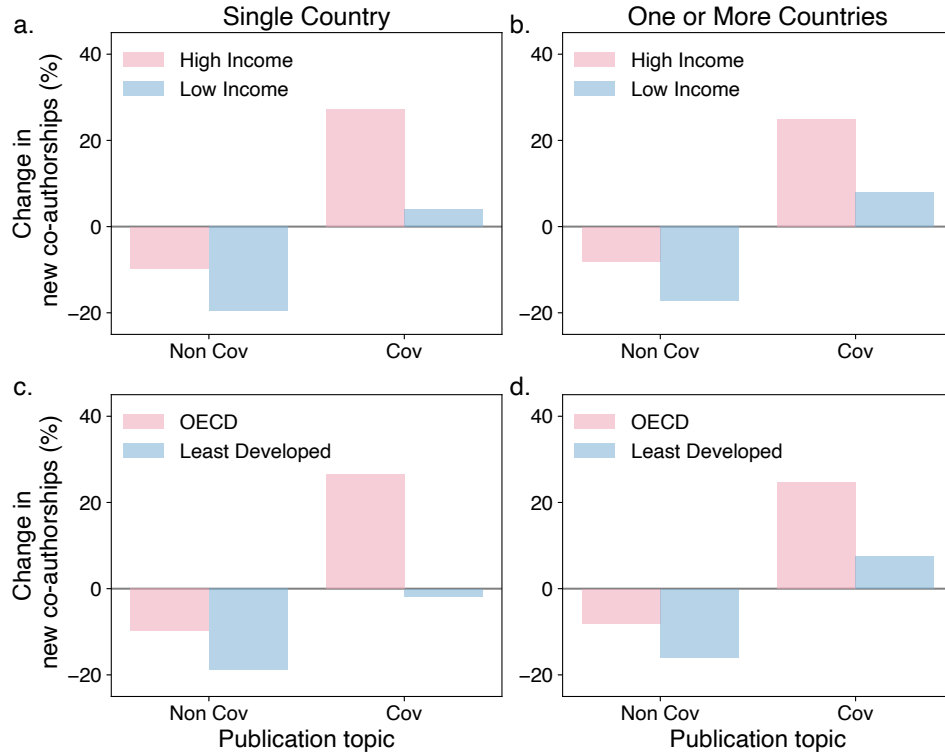 a.
Single Country
Change in
new co-authorships (%)
40
20
0
−20
High Income
Low Income
Non Cov
Cov
b.
One or More Countries
40
20
0
−20
High Income
Low Income
Non Cov
Cov
c.
Change in
new co-authorships (%)
40
20
0
−20
OECD
Least Developed
Non Cov
Cov
Publication topic
d.
40
20
0
−20
OECD
Least Developed
Non Cov
Cov
Publication topic